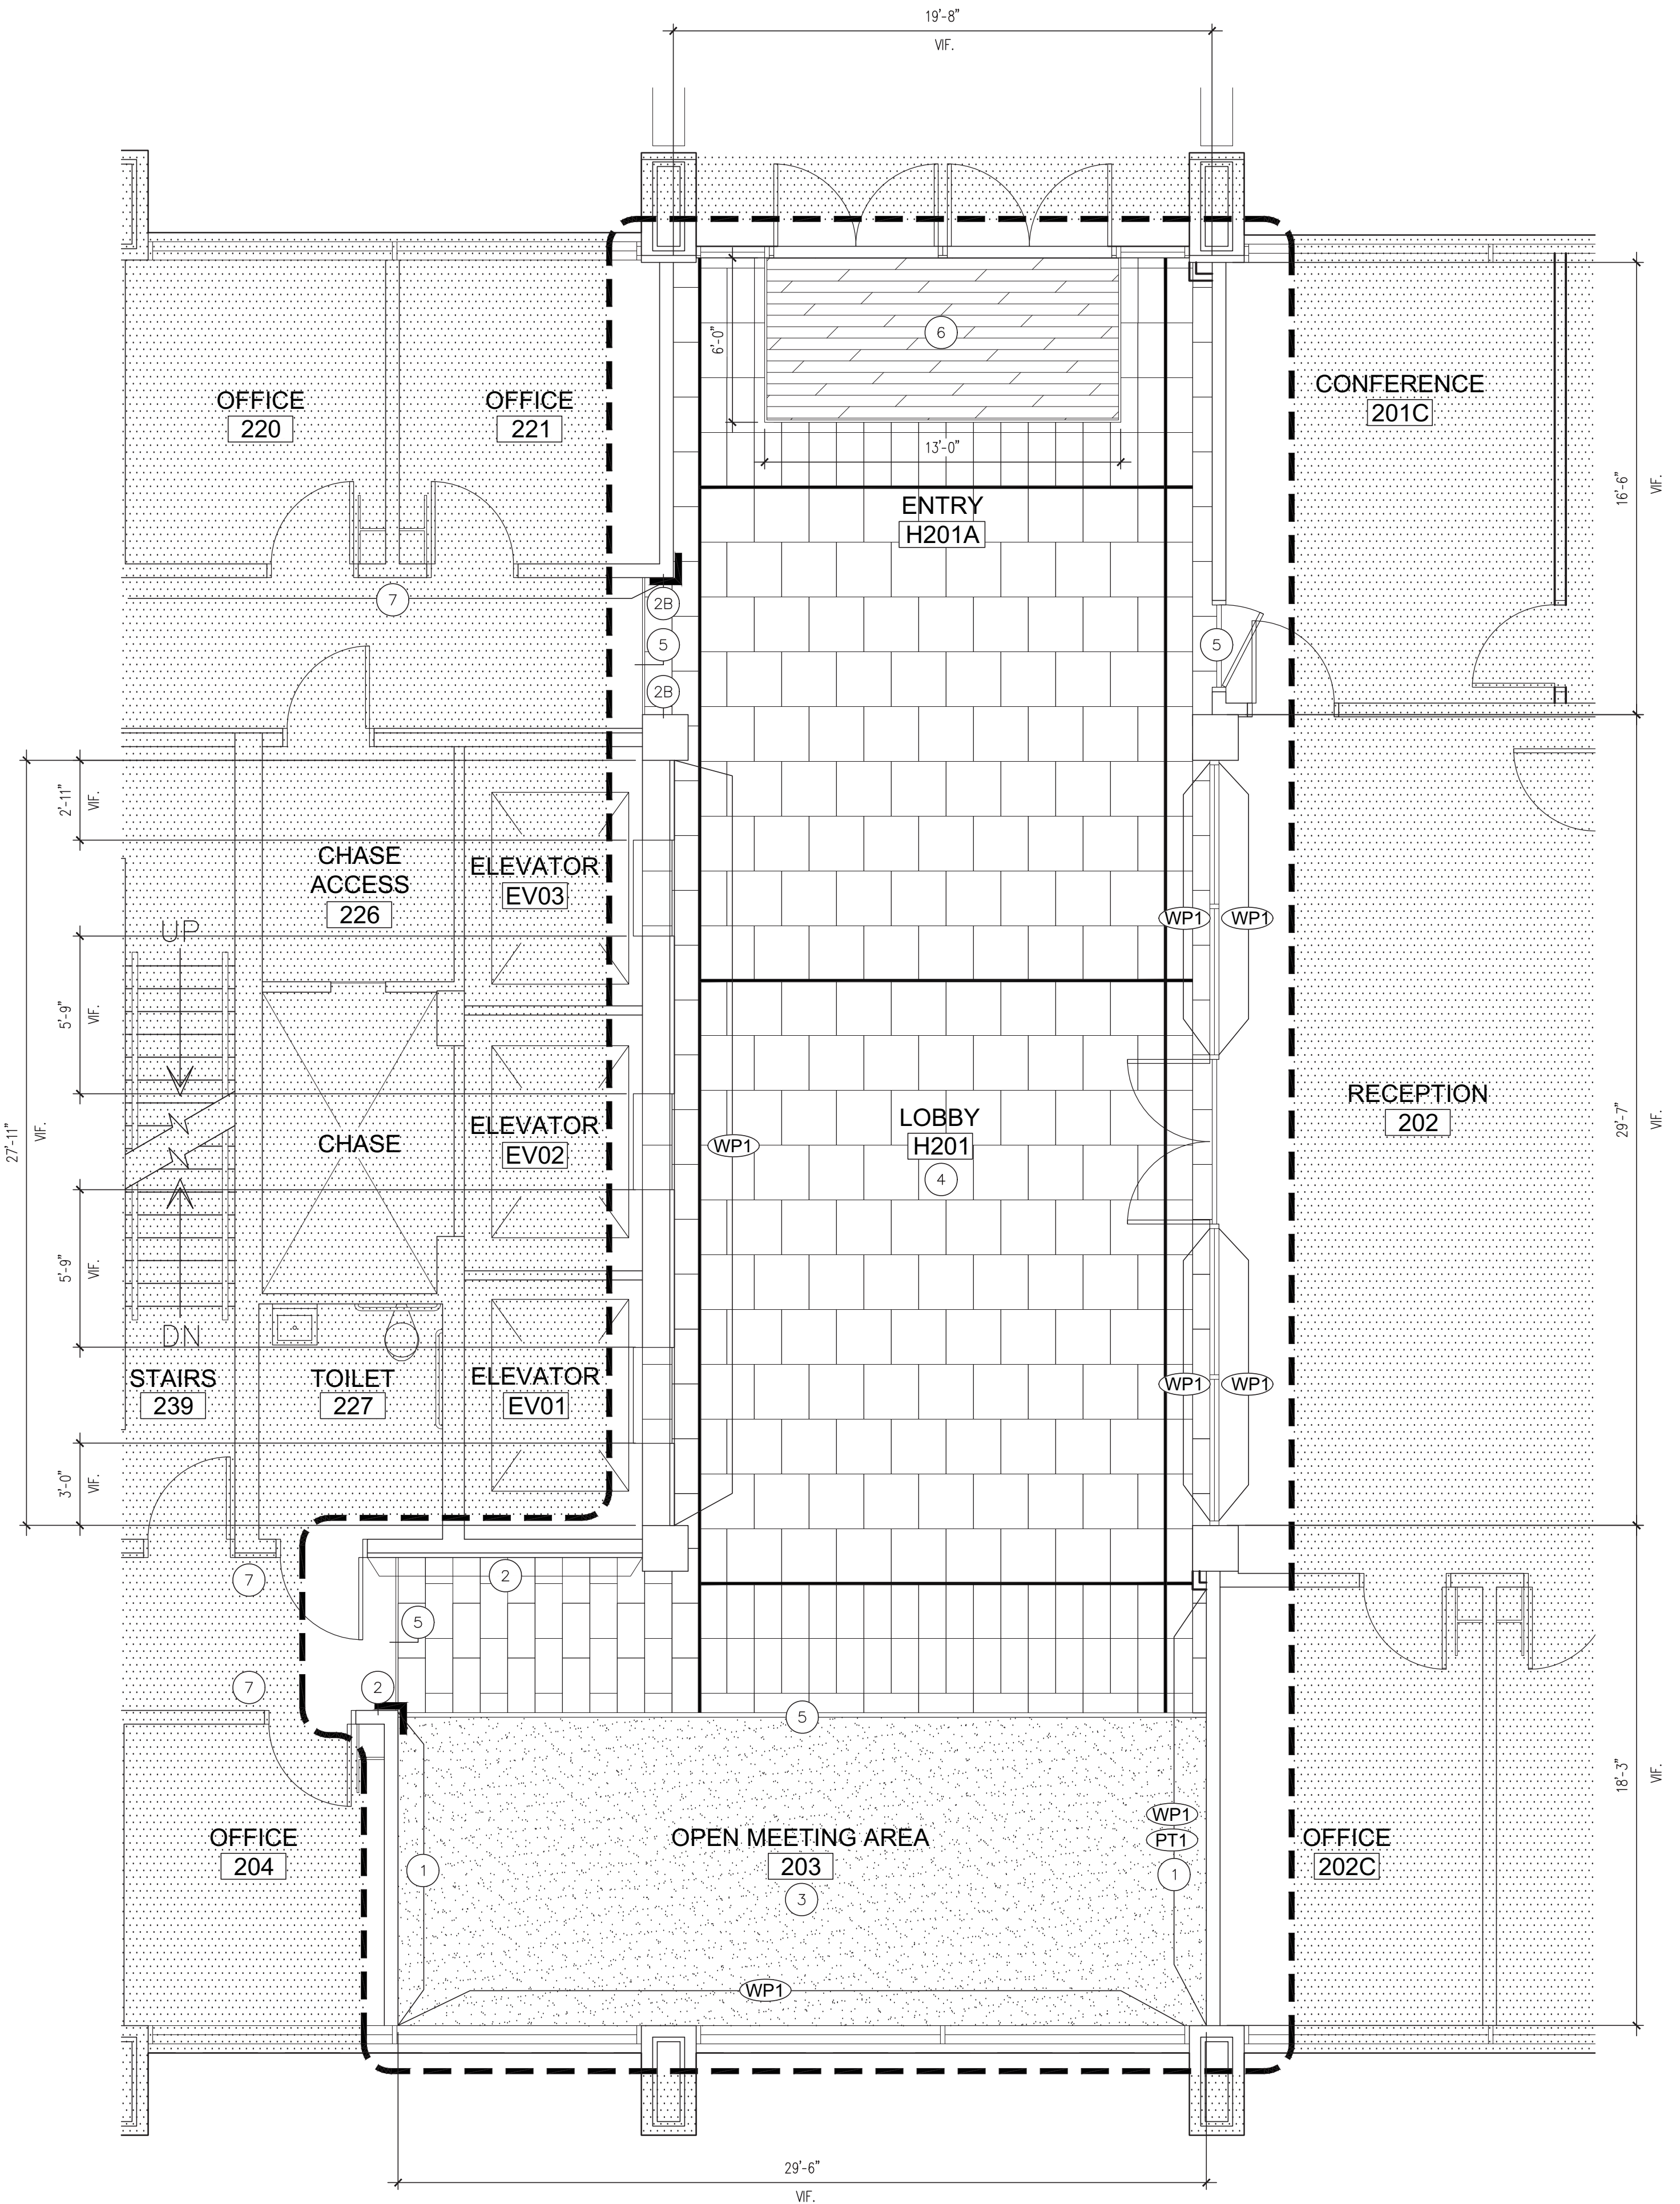 19'-8"
VIF.
6'-0"
6
13'-0"
OFFICE
220
OFFICE
221
CONFERENCE
201C
16'-6"
VIF.
ENTRY
H201A
7
2B
5
2B
5
2'-11"
VIF.
CHASE
ACCESS
226
ELEVATOR
EV03
WP1
WP1
UP
5'-9"
VIF.
27'-11"
VIF.
CHASE
ELEVATOR
EV02
WP1
LOBBY
H201
4
RECEPTION
202
29'-7"
VIF.
5'-9"
VIF.
DN
STAIRS
239
TOILET
227
ELEVATOR
EV01
WP1
WP1
3'-0"
VIF.
7
2
5
7
2
5
18'-3"
VIF.
OFFICE
204
1
OPEN MEETING AREA
203
3
WP1
PT1
1
OFFICE
202C
WP1
29'-6"
VIF.